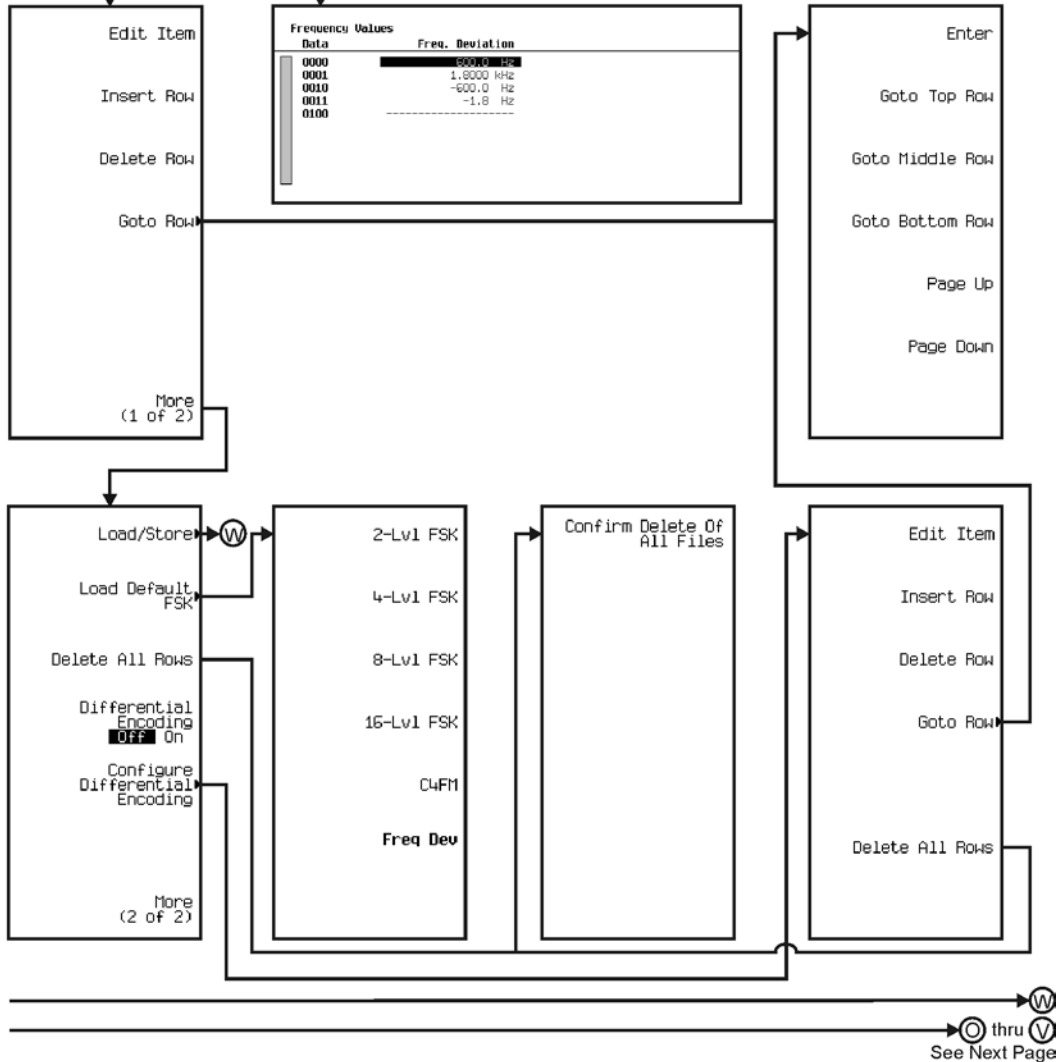 Edit Item
Insert Row
Delete Row
Goto Row
More
(1 of 2)
Frequency Values
Data Freq. Deviation
0000 600.0 Hz
0001 1.8000 kHz
0010 -600.0 Hz
0011 -1.8 Hz
0100 --------------------
Enter
Goto Top Row
Goto Middle Row
Goto Bottom Row
Page Up
Page Down
Load/Store
W
Load Default
FSK
Delete All Rows
Differential
Encoding
Off On
Configure
Differential
Encoding
More
(2 of 2)
2-Lvl FSK
4-Lvl FSK
8-Lvl FSK
16-Lvl FSK
C4FM
Freq Dev
Confirm Delete Of
All Files
Edit Item
Insert Row
Delete Row
Goto Row
Delete All Rows
W
O thru V
See Next Page